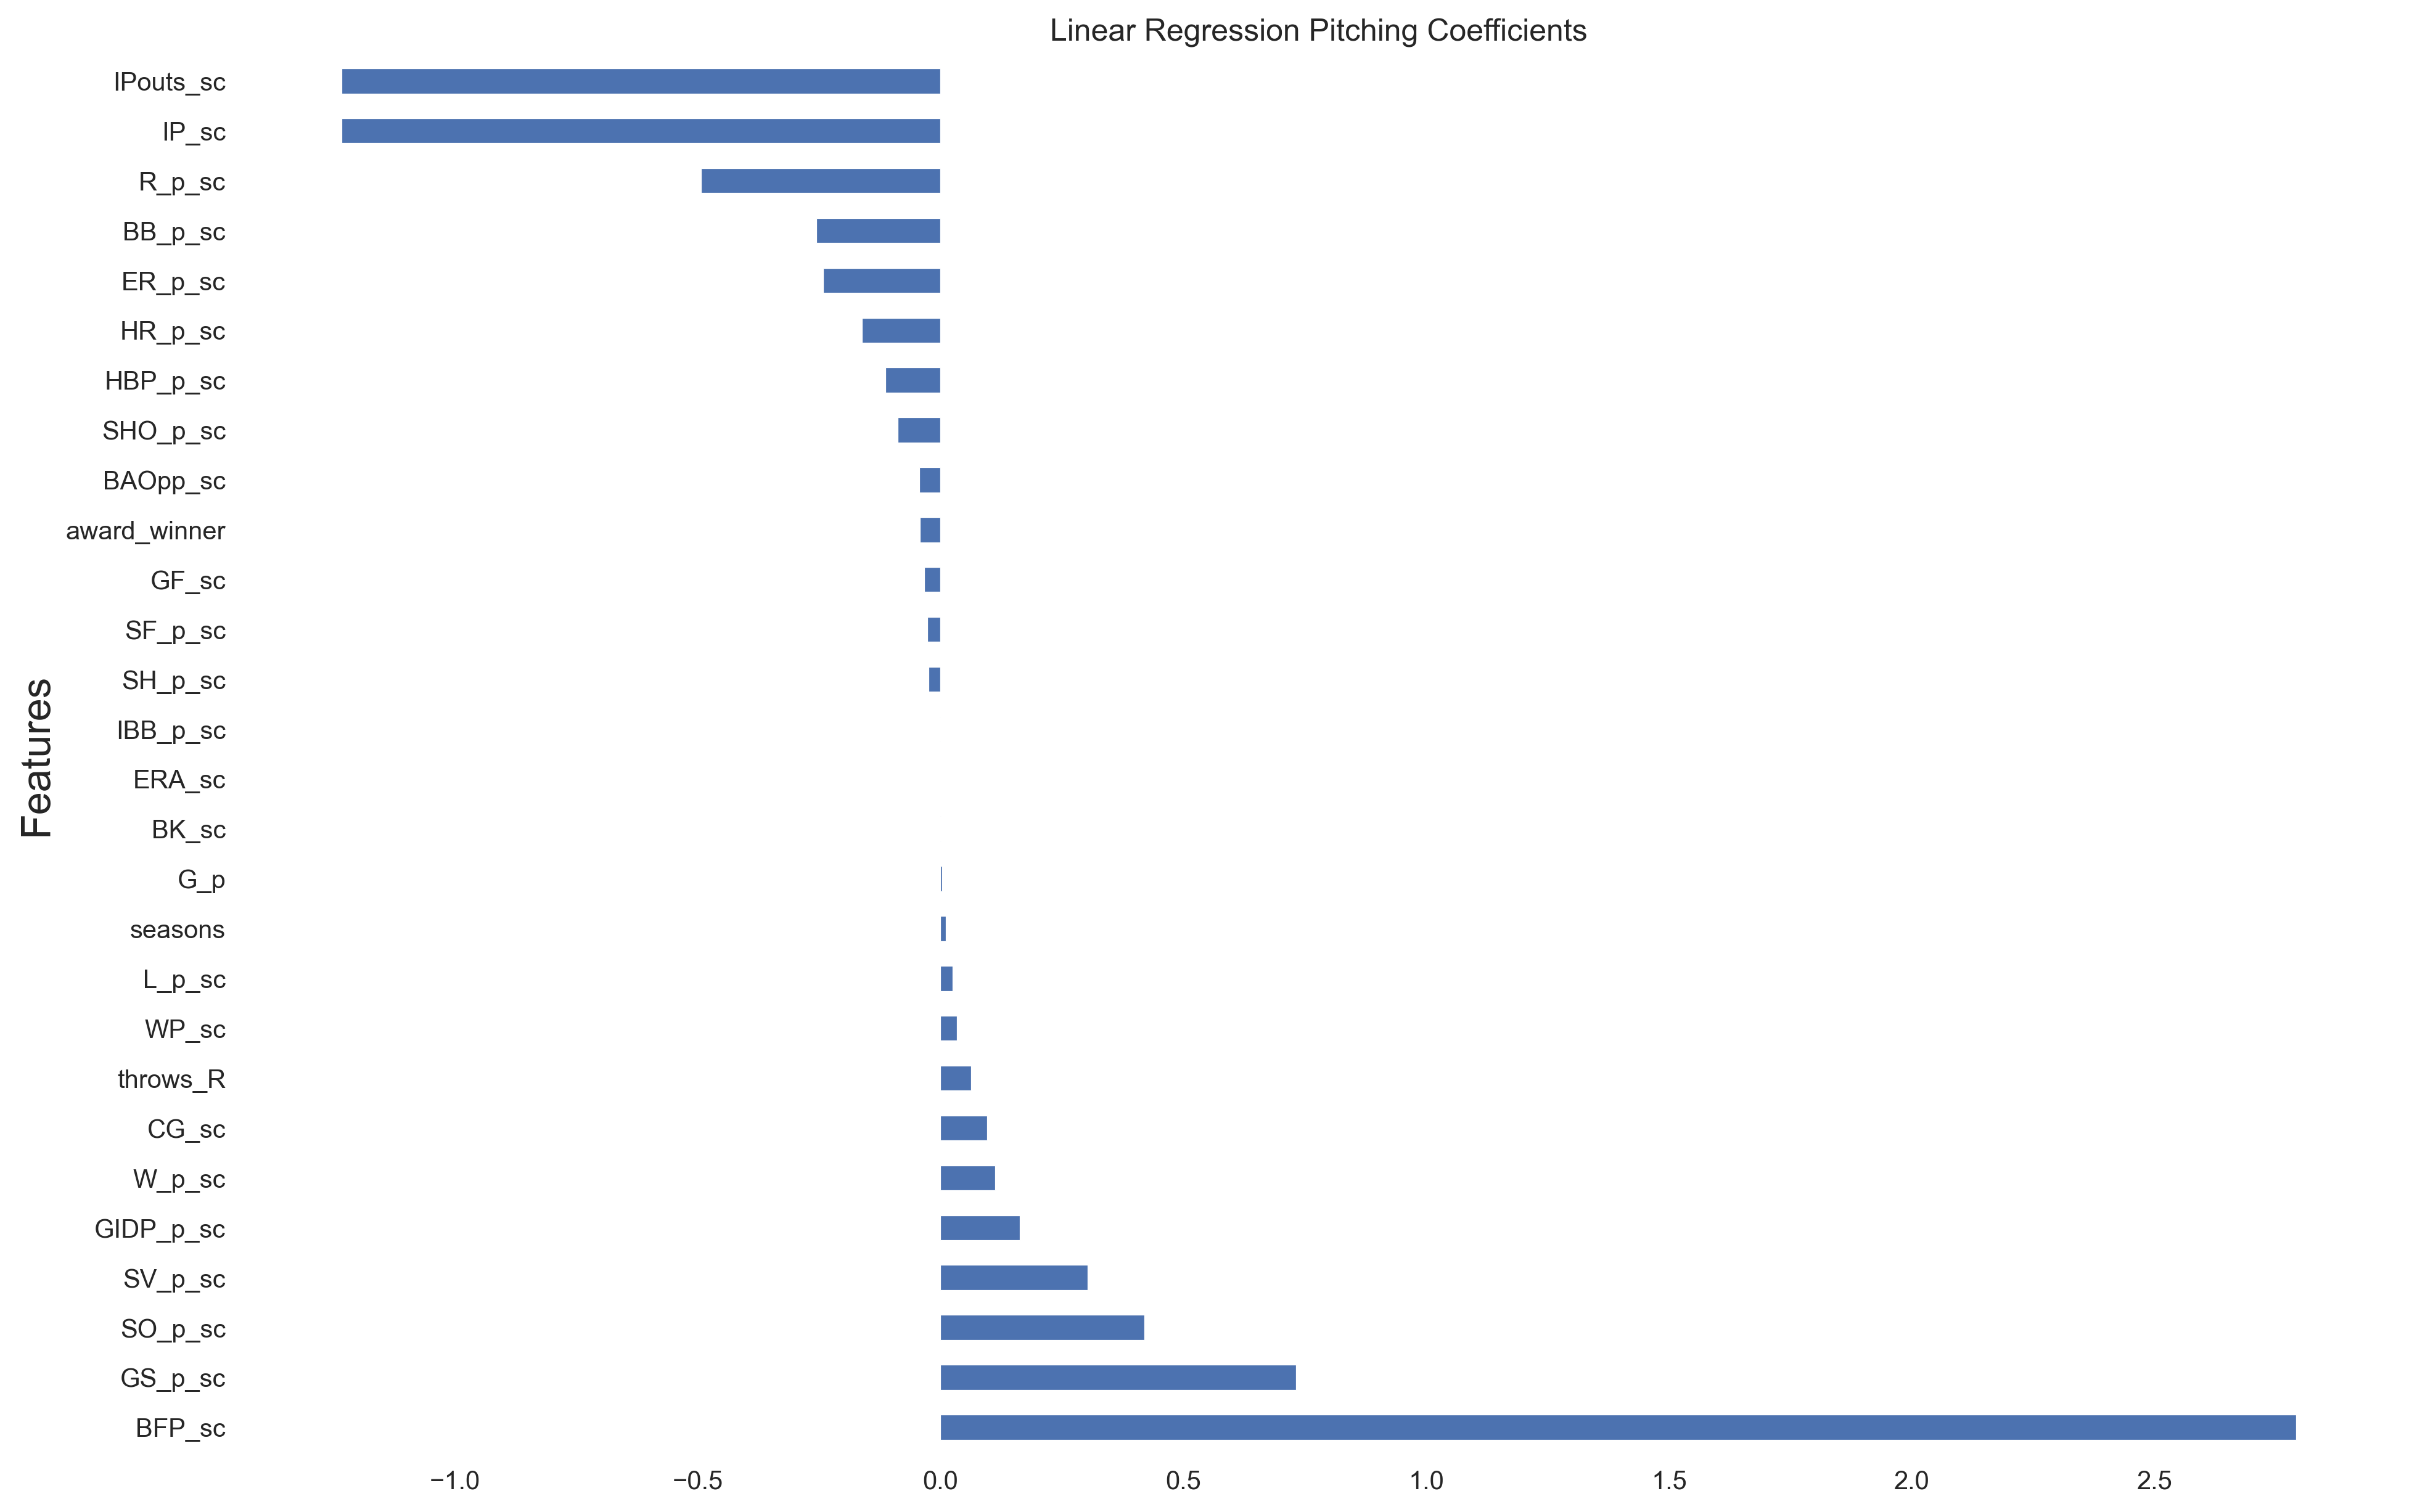 Linear Regression Pitching Coefficients
IPouts_sc
IP_sc
R_p_sc
BB_p_sc
ER_p_sc
HR_p_sc
HBP_p_sc
SHO_p_sc
BAOpp_sc
award_winner
GF_sc
SF_p_sc
SH_p_sc
IBB_p_sc
ERA_sc
BK_sc
G_p
seasons
L_p_sc
WP_sc
throws_R
CG_sc
W_p_sc
GIDP_p_sc
SV_p_sc
SO_p_sc
GS_p_sc
BFP_sc
Features
−1.0 −0.5 0.0 0.5 1.0 1.5 2.0 2.5